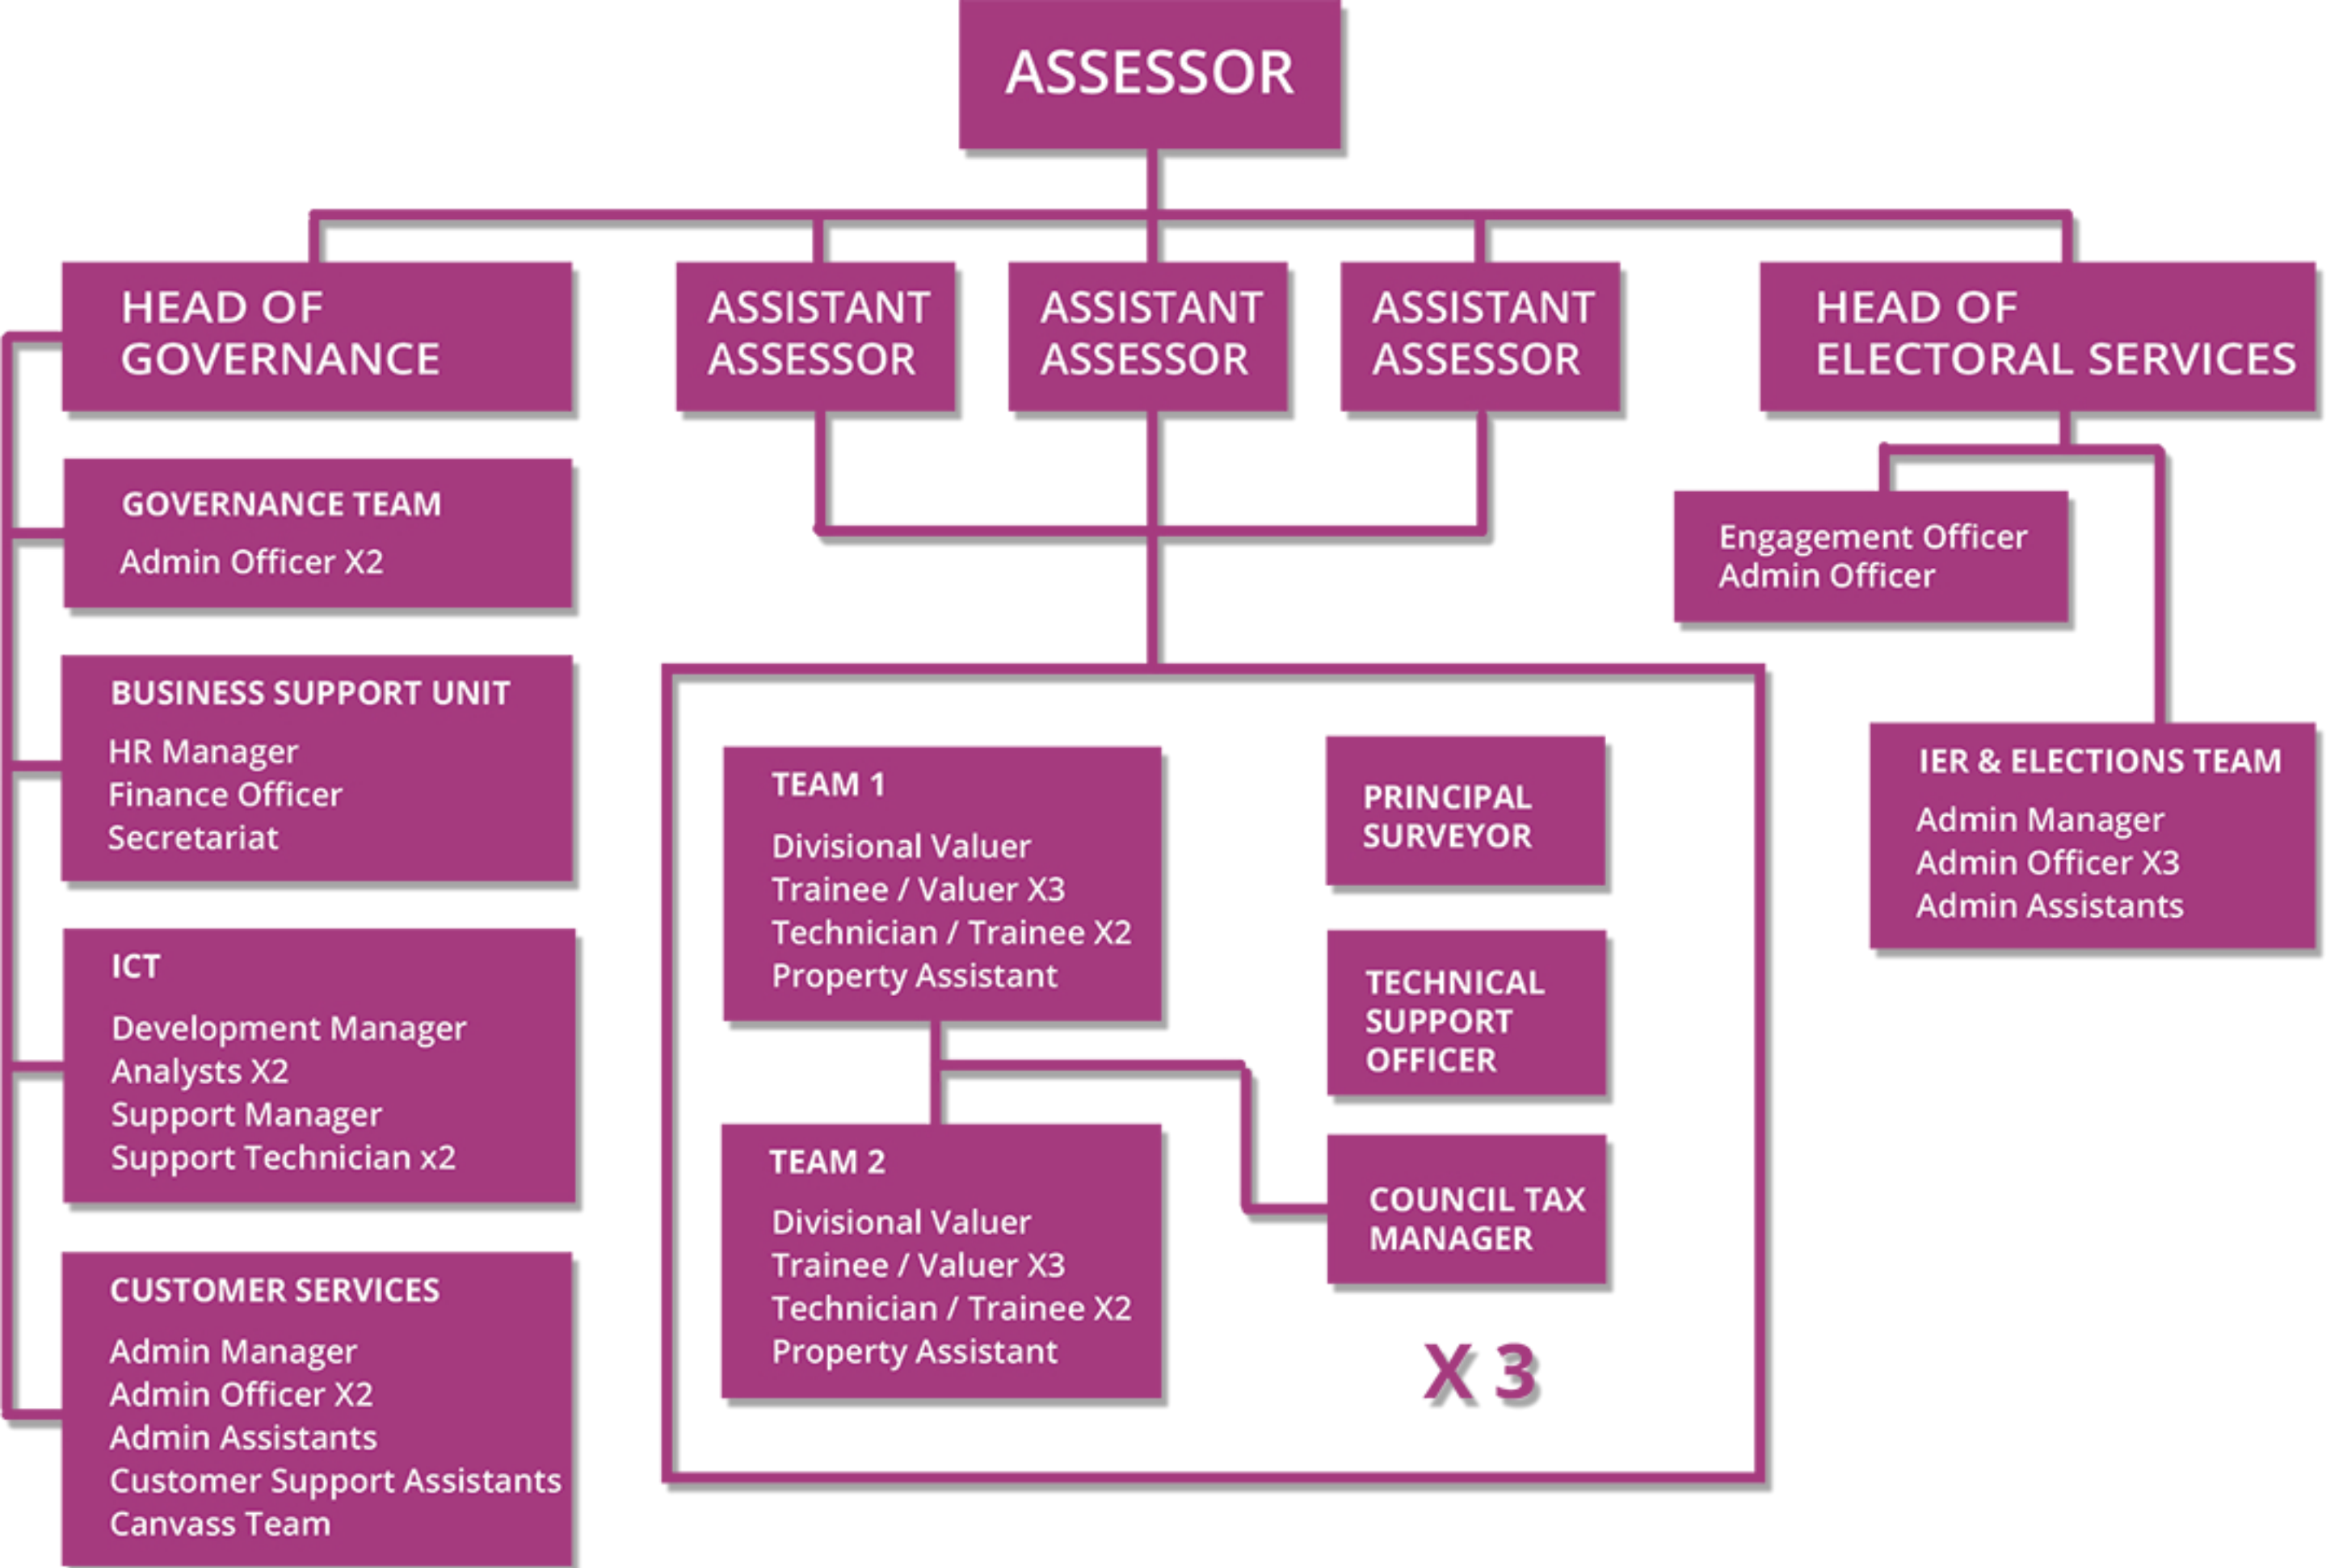 ASSESSOR
HEAD OF
GOVERNANCE
ASSISTANT
ASSESSOR
ASSISTANT
ASSESSOR
ASSISTANT
ASSESSOR
HEAD OF
ELECTORAL SERVICES
GOVERNANCE TEAM
Admin Officer X2
BUSINESS SUPPORT UNIT
HR Manager
Finance Officer
Secretariat
ICT
Development Manager
Analysts X2
Support Manager
Support Technician x2
CUSTOMER SERVICES
Admin Manager
Admin Officer X2
Admin Assistants
Customer Support Assistants
Canvass Team
TEAM 1
Divisional Valuer
Trainee / Valuer X3
Technician / Trainee X2
Property Assistant
TEAM 2
Divisional Valuer
Trainee / Valuer X3
Technician / Trainee X2
Property Assistant
PRINCIPAL
SURVEYOR
TECHNICAL
SUPPORT
OFFICER
COUNCIL TAX
MANAGER
X 3
Engagement Officer
Admin Officer
IER & ELECTIONS TEAM
Admin Manager
Admin Officer X3
Admin Assistants